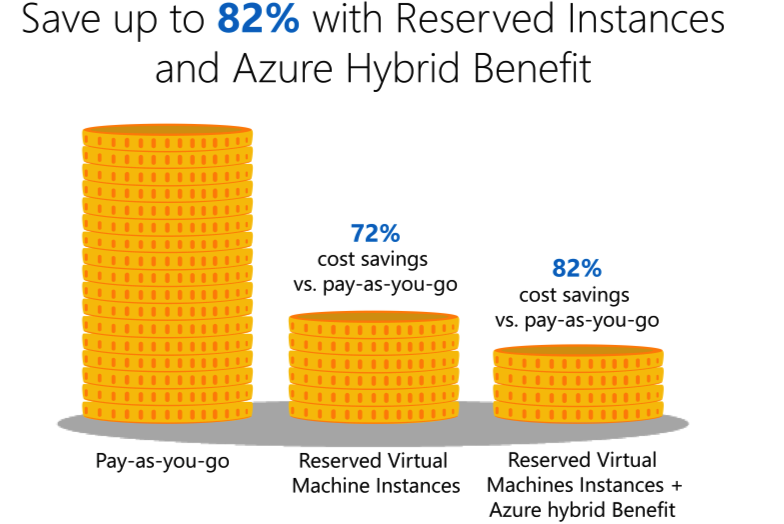 Save up to 82% with Reserved Instances
and Azure Hybrid Benefit
72%
cost savings
vs. pay-as-you-go
82%
cost savings
vs. pay-as-you-go
Pay-as-you-go
Reserved Virtual
Machine Instances
Reserved Virtual
Machines Instances +
Azure hybrid Benefit